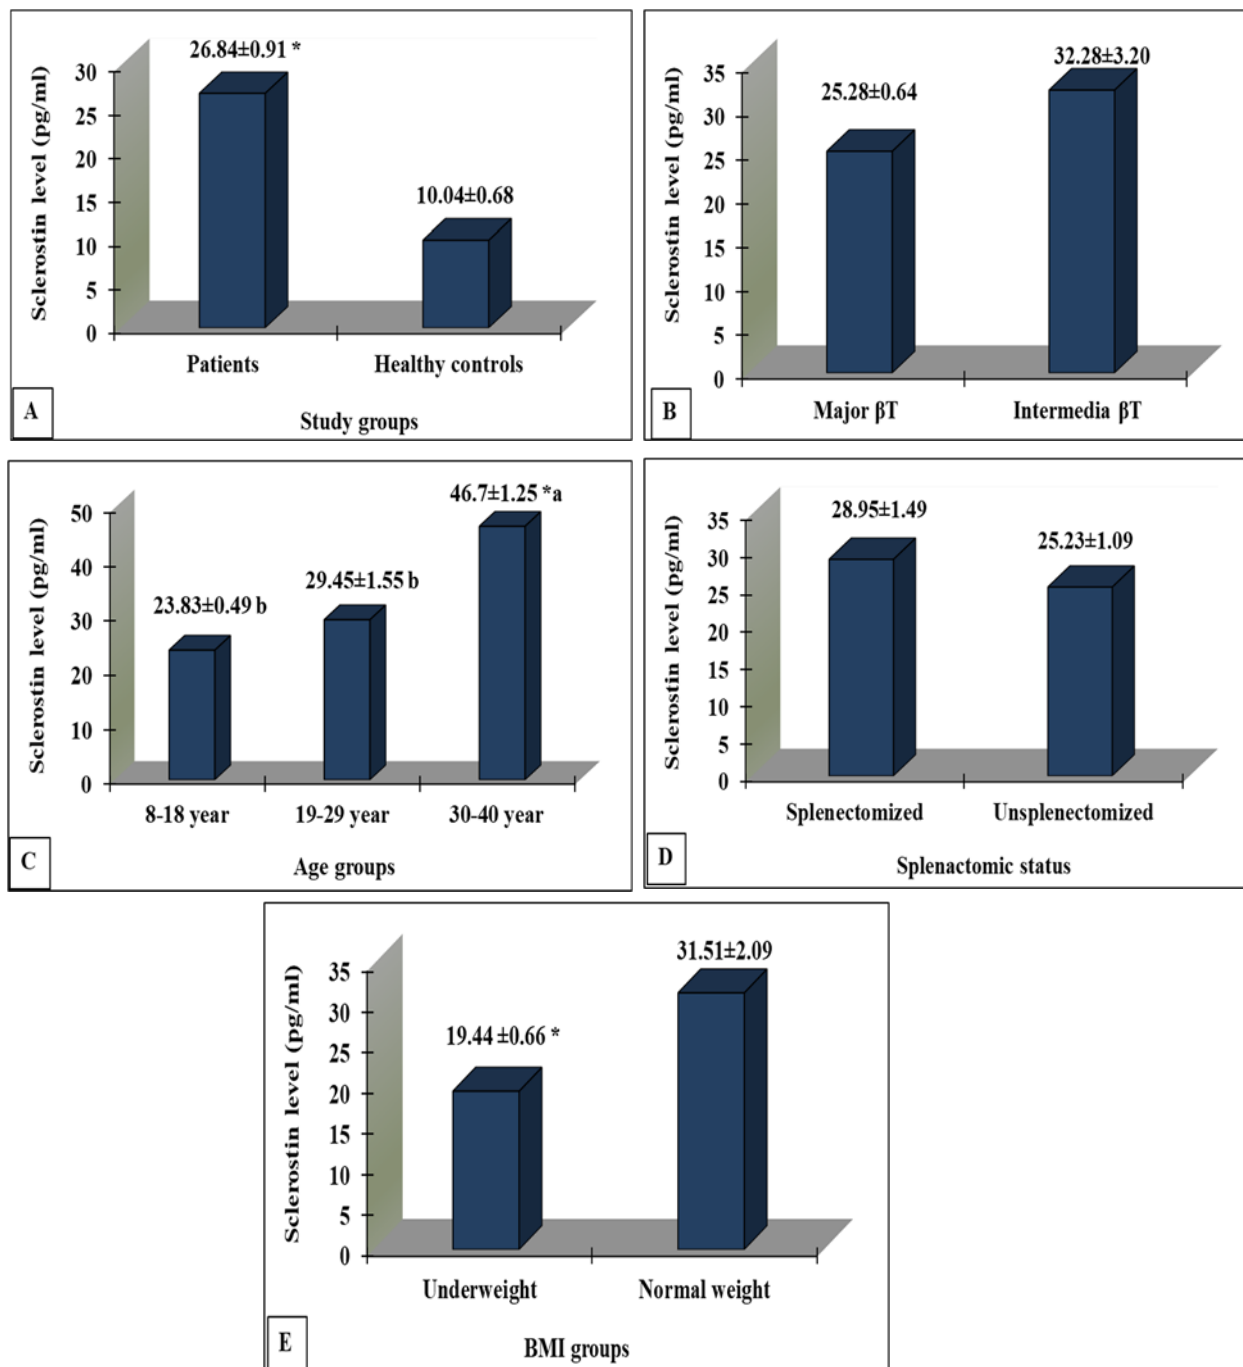 26.84±0.91 *
10.04±0.68
Sclerostin level (pg/ml)
30
25
20
15
10
5
0
Patients
Healthy controls
Study groups
A
25.28±0.64
32.28±3.20
Sclerostin level (pg/ml)
35
30
25
20
15
10
5
0
Major βT
Intermedia βT
B
23.83±0.49 b
29.45±1.55 b
46.7±1.25 *a
Sclerostin level (pg/ml)
50
40
30
20
10
0
8-18 year
19-29 year
30-40 year
Age groups
C
28.95±1.49
25.23±1.09
Sclerostin level (pg/ml)
35
30
25
20
15
10
5
0
Splenectomized
Unsplenectomized
Splenactomic status
D
19.44 ±0.66 *
31.51±2.09
Sclerostin level (pg/ml)
35
30
25
20
15
10
5
0
Underweight
Normal weight
BMI groups
E